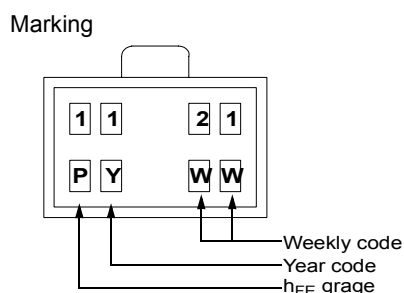 Marking
1 1 2 1
P Y W W
Weekly code
Year code
hFE grage